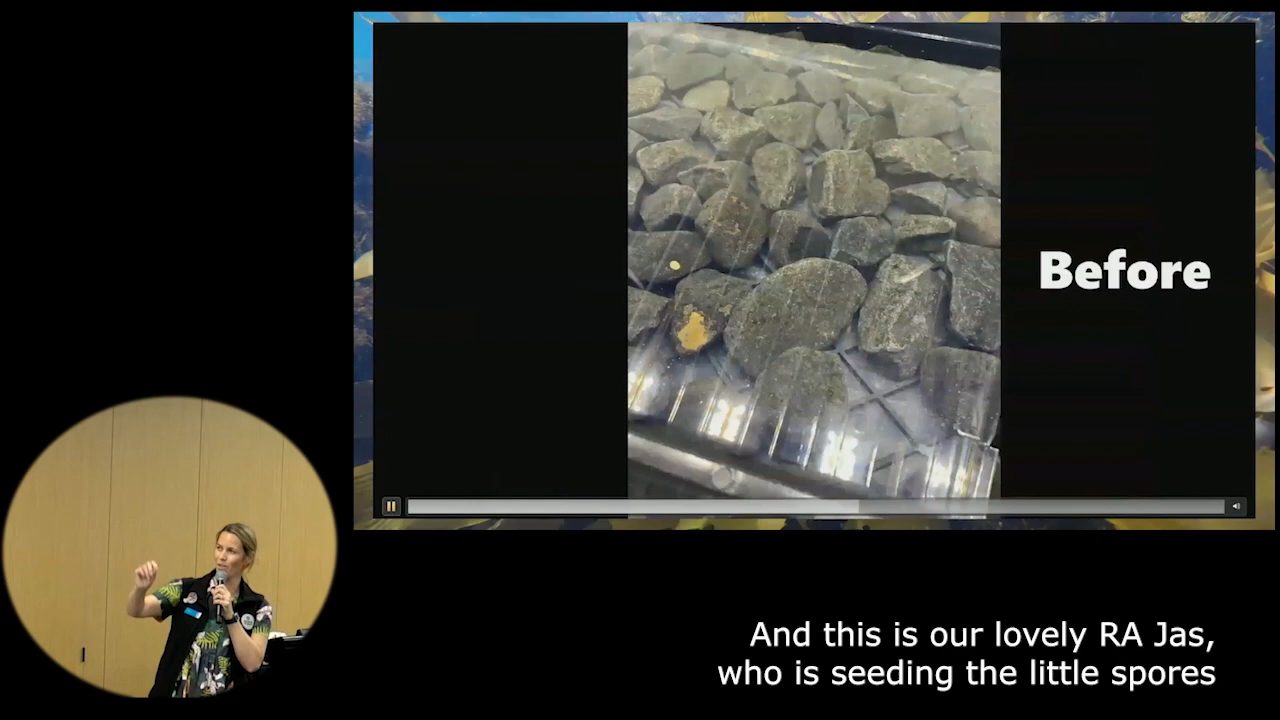 Before
And this is our lovely RA Jas,
who is seeding the little spores